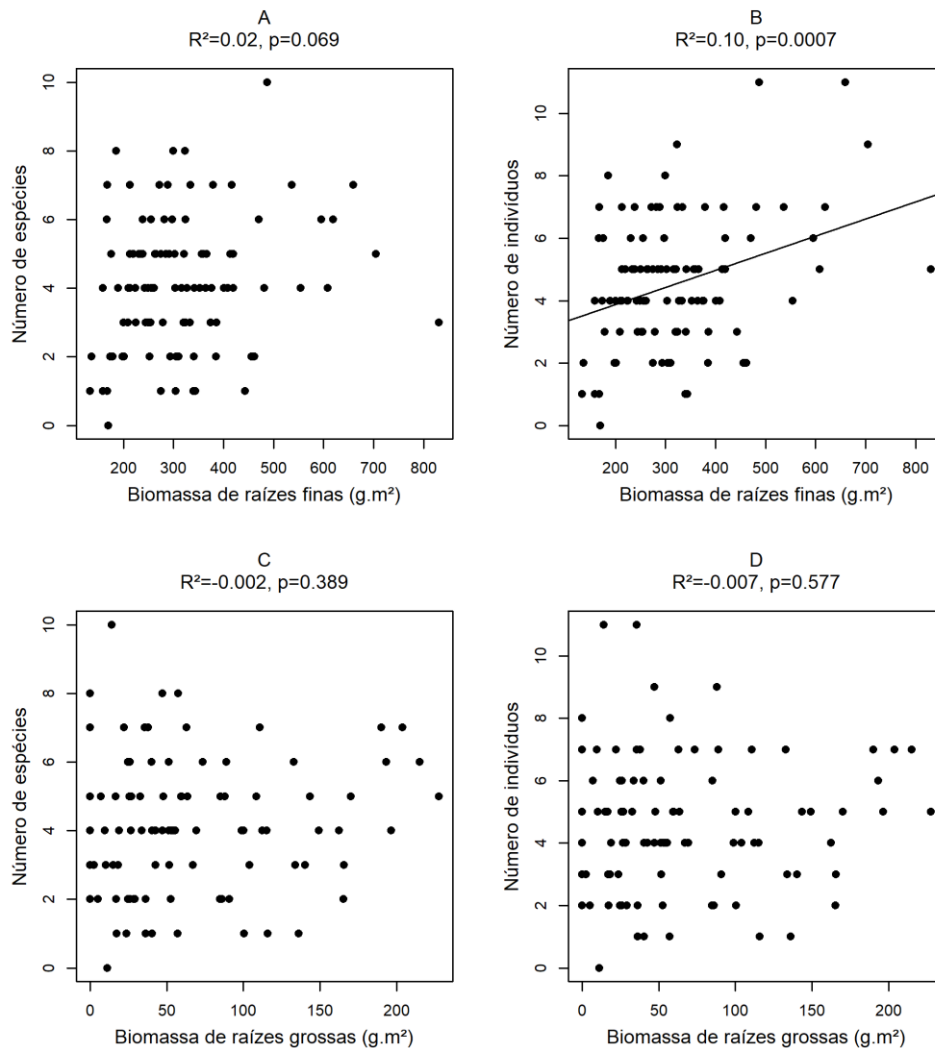 A
R²=0.02, p=0.069
10
8
6
4
2
0
Número de espécies
200 300 400 500 600 700 800
Biomassa de raízes finas (g.m²)
B
R²=0.10, p=0.0007
10
8
6
4
2
0
Número de indivíduos
200 300 400 500 600 700 800
Biomassa de raízes finas (g.m²)
C
R²=-0.002, p=0.389
10
8
6
4
2
0
Número de espécies
0 50 100 150 200
Biomassa de raízes grossas (g.m²)
D
R²=-0.007, p=0.577
10
8
6
4
2
0
Número de indivíduos
0 50 100 150 200
Biomassa de raízes grossas (g.m²)